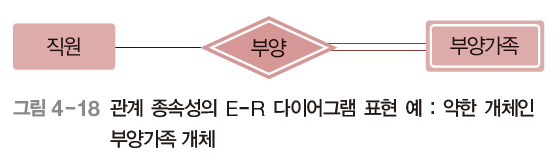 직원 부양 부양가족
그림 4-18 관계 종속성의 E-R 다이어그램 표현 예 : 약한 개체인
부양가족 개체